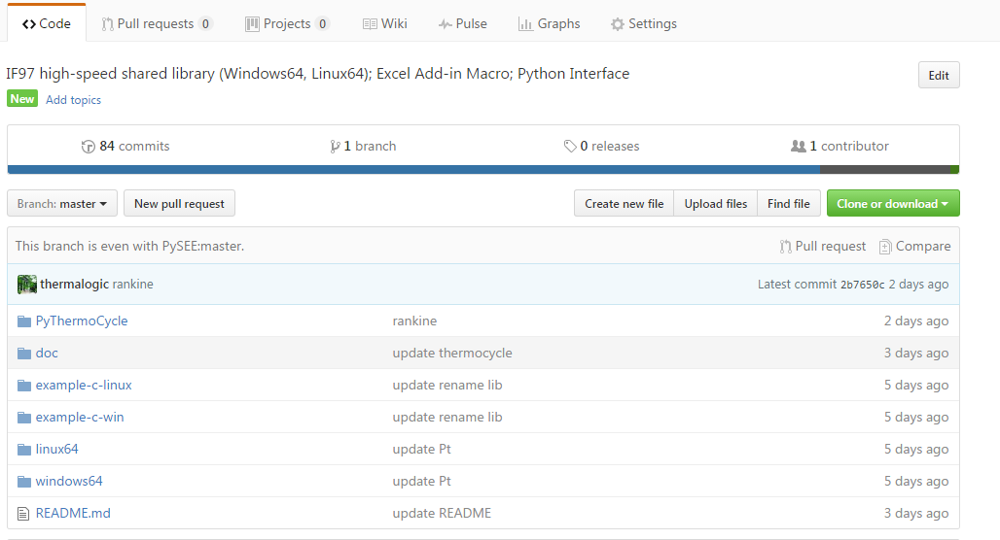 Code Pull requests 0 Projects 0 Wiki Pulse Graphs Settings
IF97 high-speed shared library (Windows64, Linux64); Excel Add-in Macro; Python Interface Edit
New Add topics
84 commits 1 branch 0 releases 1 contributor
Branch: master New pull request Create new file Upload files Find file Clone or download
This branch is even with PySEE:master. Pull request Compare
thermalogic rankine Latest commit 2b7650c 2 days ago
PyThermoCycle rankine 2 days ago
doc update thermocycle 3 days ago
example-c-linux update rename lib 5 days ago
example-c-win update rename lib 5 days ago
linux64 update Pt 5 days ago
windows64 update Pt 5 days ago
README.md update README 3 days ago